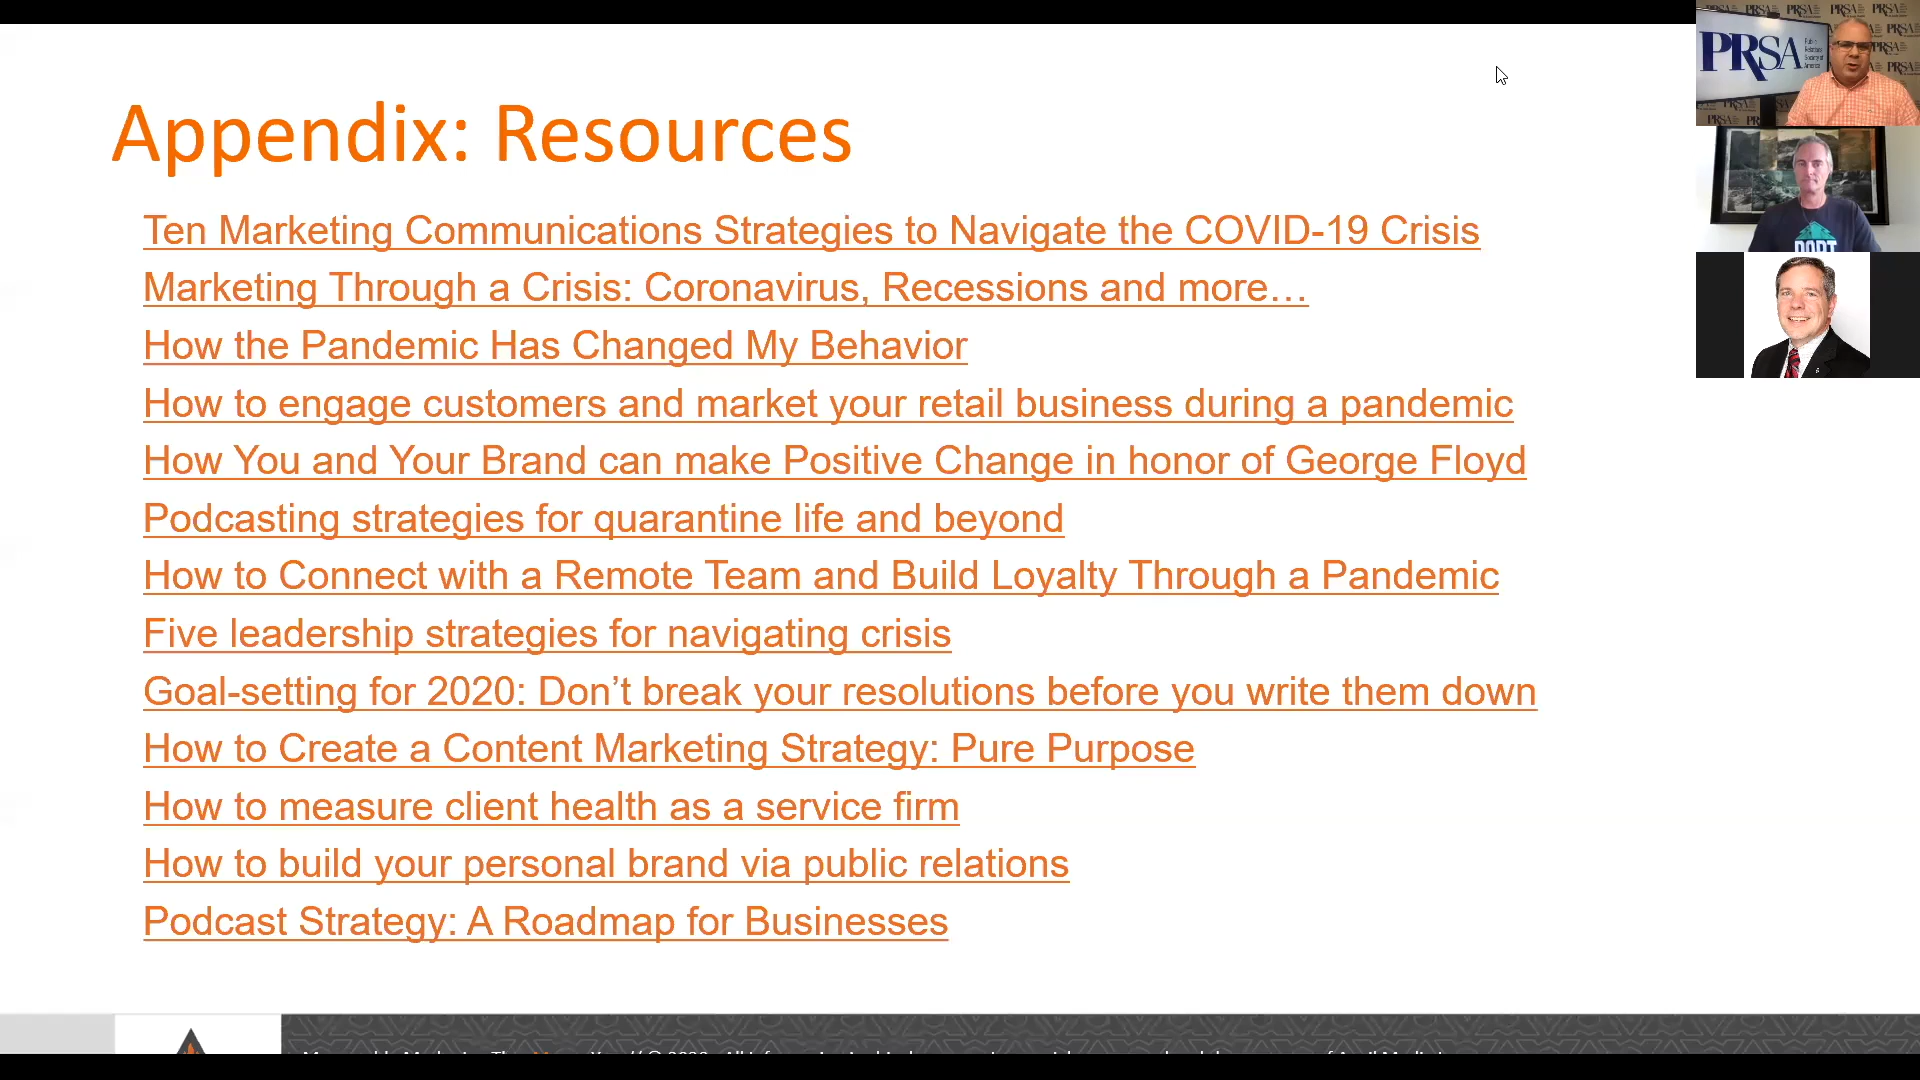 Appendix: Resources
Ten Marketing Communications Strategies to Navigate the COVID-19 Crisis
Marketing Through a Crisis: Coronavirus, Recessions and more…
How the Pandemic Has Changed My Behavior
How to engage customers and market your retail business during a pandemic
How You and Your Brand can make Positive Change in honor of George Floyd
Podcasting strategies for quarantine life and beyond
How to Connect with a Remote Team and Build Loyalty Through a Pandemic
Five leadership strategies for navigating crisis
Goal-setting for 2020: Don’t break your resolutions before you write them down
How to Create a Content Marketing Strategy: Pure Purpose
How to measure client health as a service firm
How to build your personal brand via public relations
Podcast Strategy: A Roadmap for Businesses
PRSA